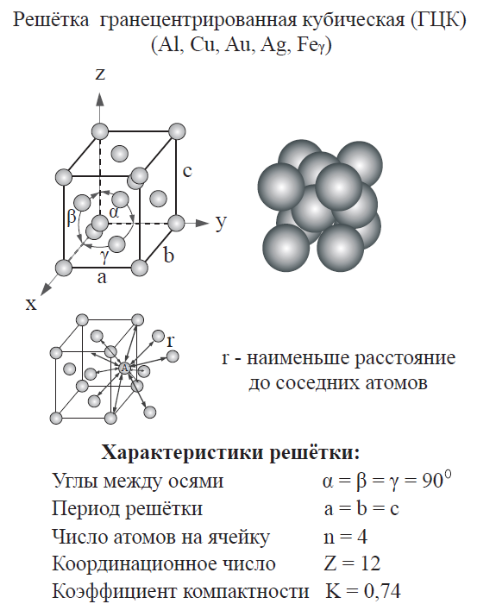 Решётка гранецентрированная кубическая (ГЦК)
(Al, Cu, Au, Ag, Feᵧ)
z
c
β
α
y
γ
b
a
x
r
A
r - наименьше расстояние
до соседних атомов
Характеристики решётки:
Углы между осями α = β = γ = 90⁰
Период решётки a = b = c
Число атомов на ячейку n = 4
Координационное число Z = 12
Коэффициент компактности K = 0,74